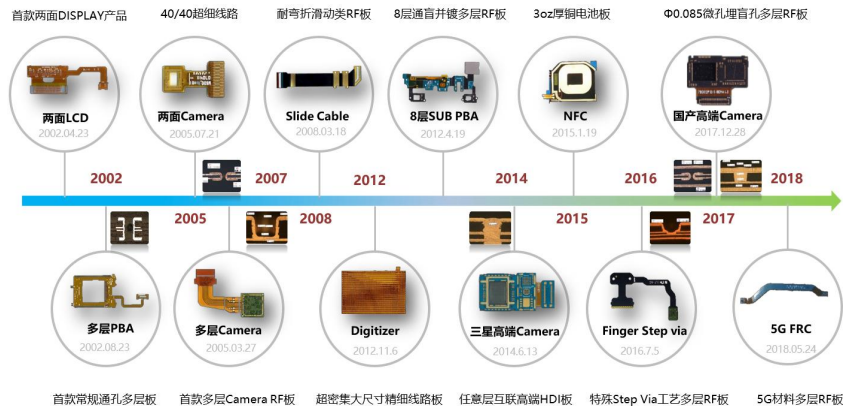 首款两面DISPLAY产品
40/40超细线路
耐弯折滑动类RF板
8层通盲并镀多层RF板
3oz厚铜电池板
Φ0.085微孔埋盲孔多层RF板
两面LCD
2002.04.23
两面Camera
2005.07.21
Slide Cable
2008.03.18
8层SUB PBA
2012.4.19
NFC
2015.1.19
国产高端Camera
2017.12.28
2002
2007
2012
2014
2016
2018
2005
2008
2015
2017
多层PBA
2002.08.23
多层Camera
2005.03.27
Digitizer
2012.11.6
三星高端Camera
2014.6.13
Finger Step via
2016.7.5
5G FRC
2018.05.24
首款常规通孔多层板
首款多层Camera RF板
超密集大尺寸精细线路板
任意层互联高端HDI板
特殊Step Via工艺多层RF板
5G材料多层RF板